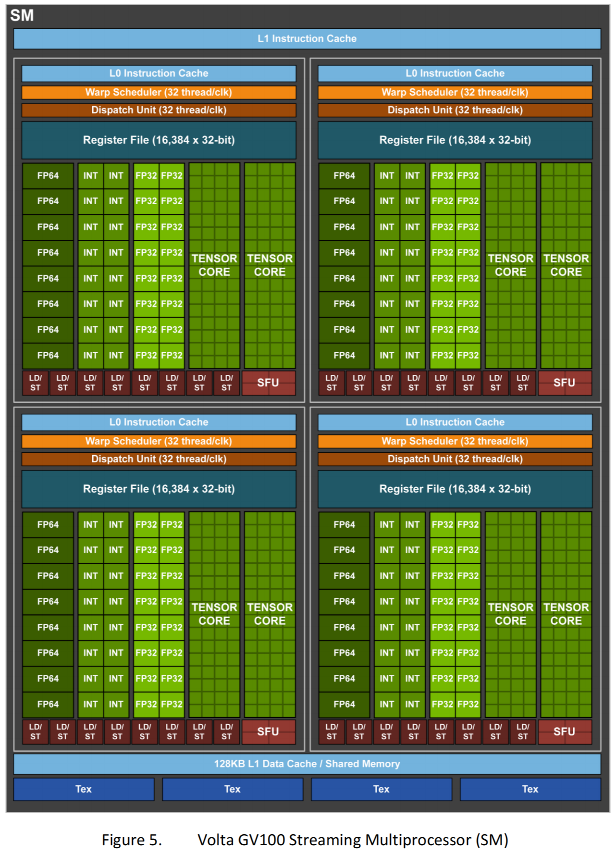 SM
L1 Instruction Cache
L0 Instruction Cache
Warp Scheduler (32 thread/clk)
Dispatch Unit (32 thread/clk)
Register File (16,384 x 32-bit)
FP64 INT INT FP32 FP32
FP64 INT INT FP32 FP32
FP64 INT INT FP32 FP32
FP64 INT INT FP32 FP32
FP64 INT INT FP32 FP32
FP64 INT INT FP32 FP32
FP64 INT INT FP32 FP32
FP64 INT INT FP32 FP32
TENSOR TENSOR
CORE CORE
LD/ LD/ LD/ LD/ LD/ LD/ LD/ LD/
ST ST ST ST ST ST ST ST
SFU
L0 Instruction Cache
Warp Scheduler (32 thread/clk)
Dispatch Unit (32 thread/clk)
Register File (16,384 x 32-bit)
FP64 INT INT FP32 FP32
FP64 INT INT FP32 FP32
FP64 INT INT FP32 FP32
FP64 INT INT FP32 FP32
FP64 INT INT FP32 FP32
FP64 INT INT FP32 FP32
FP64 INT INT FP32 FP32
FP64 INT INT FP32 FP32
TENSOR TENSOR
CORE CORE
LD/ LD/ LD/ LD/ LD/ LD/ LD/ LD/
ST ST ST ST ST ST ST ST
SFU
L0 Instruction Cache
Warp Scheduler (32 thread/clk)
Dispatch Unit (32 thread/clk)
Register File (16,384 x 32-bit)
FP64 INT INT FP32 FP32
FP64 INT INT FP32 FP32
FP64 INT INT FP32 FP32
FP64 INT INT FP32 FP32
FP64 INT INT FP32 FP32
FP64 INT INT FP32 FP32
FP64 INT INT FP32 FP32
FP64 INT INT FP32 FP32
TENSOR TENSOR
CORE CORE
LD/ LD/ LD/ LD/ LD/ LD/ LD/ LD/
ST ST ST ST ST ST ST ST
SFU
L0 Instruction Cache
Warp Scheduler (32 thread/clk)
Dispatch Unit (32 thread/clk)
Register File (16,384 x 32-bit)
FP64 INT INT FP32 FP32
FP64 INT INT FP32 FP32
FP64 INT INT FP32 FP32
FP64 INT INT FP32 FP32
FP64 INT INT FP32 FP32
FP64 INT INT FP32 FP32
FP64 INT INT FP32 FP32
FP64 INT INT FP32 FP32
TENSOR TENSOR
CORE CORE
LD/ LD/ LD/ LD/ LD/ LD/ LD/ LD/
ST ST ST ST ST ST ST ST
SFU
128KB L1 Data Cache / Shared Memory
Tex Tex Tex Tex
Figure 5. Volta GV100 Streaming Multiprocessor (SM)